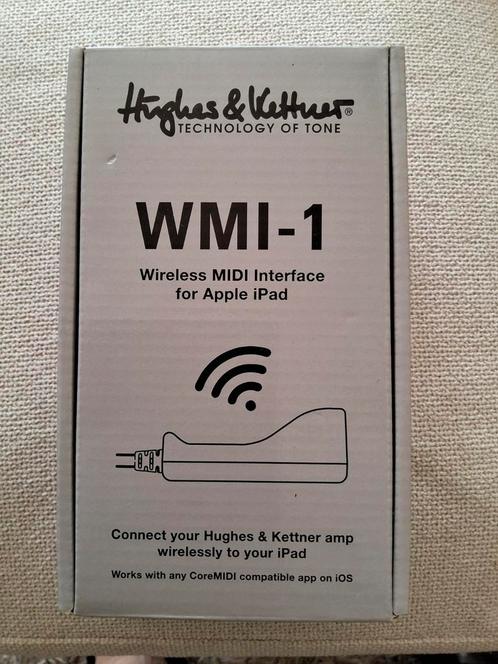 Hughes & Kettner®
TECHNOLOGY OF TONE
WMI-1
Wireless MIDI Interface
for Apple iPad
Connect your Hughes & Kettner amp
wirelessly to your iPad
Works with any CoreMIDI compatible app on iOS